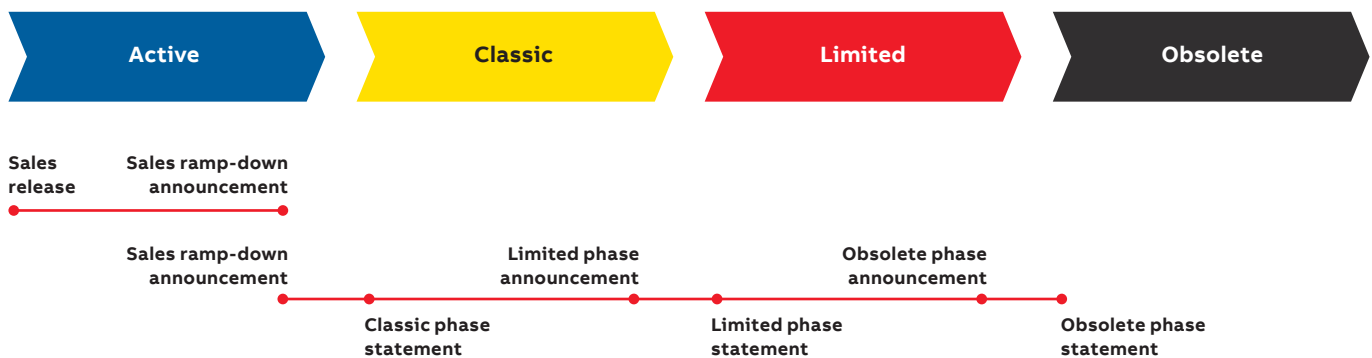 Active
Classic
Limited
Obsolete
Sales
release
Sales ramp-down
announcement
Sales ramp-down
announcement
Limited phase
announcement
Obsolete phase
announcement
Classic phase
statement
Limited phase
statement
Obsolete phase
statement